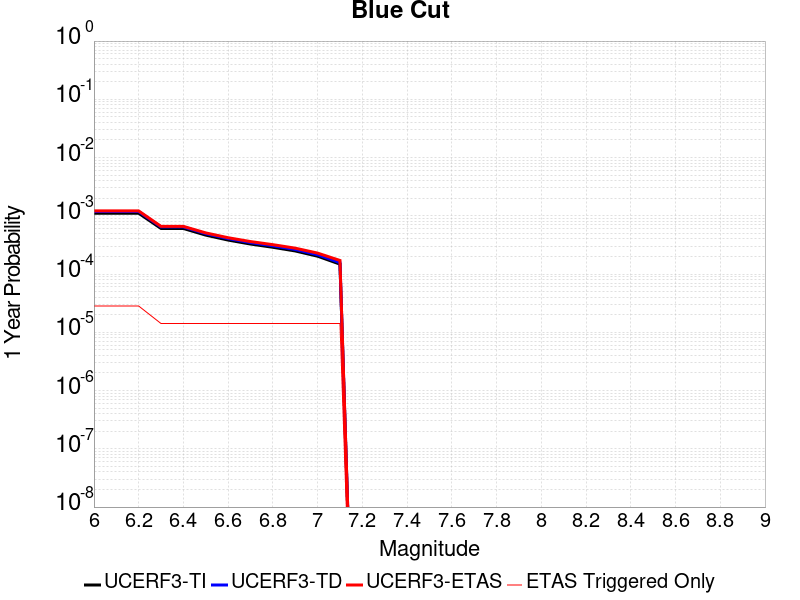 Blue Cut
10^0
10^-1
10^-2
10^-3
10^-4
10^-5
10^-6
10^-7
10^-8
1 Year Probability
6 6.2 6.4 6.6 6.8 7 7.2 7.4 7.6 7.8 8 8.2 8.4 8.6 8.8 9
Magnitude
UCERF3-TI UCERF3-TD UCERF3-ETAS ETAS Triggered Only